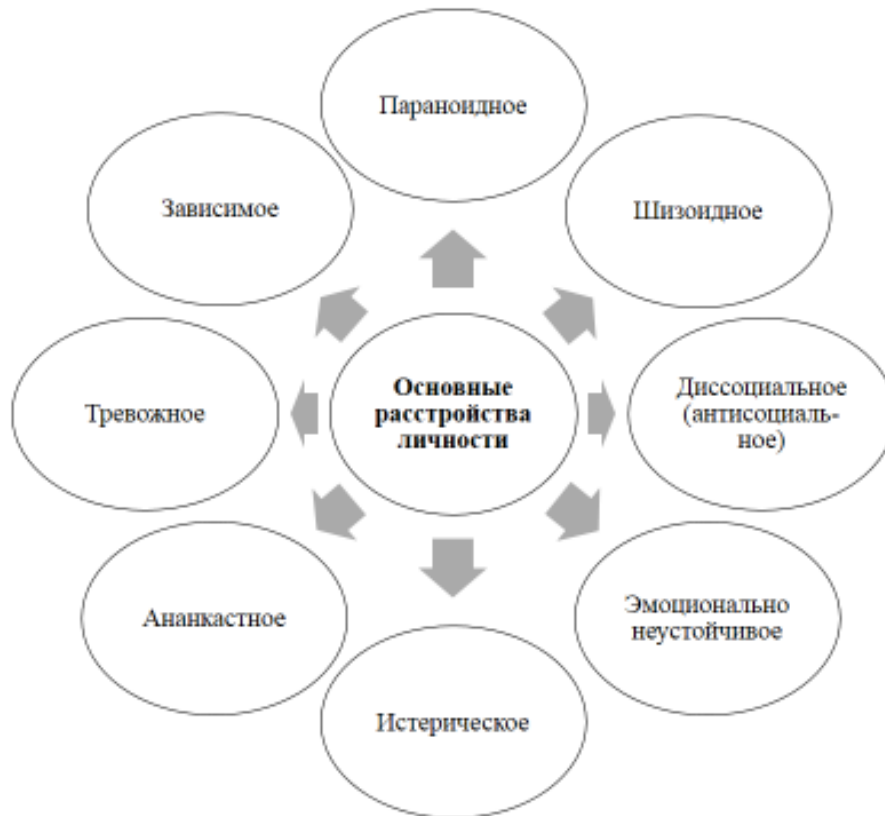 Параноидное
Зависимое
Шизоидное
Основные
расстройства
личности
Тревожное
Диссоциальное
(антисоциаль-
ное)
Ананкастное
Эмоционально
неустойчивое
Истерическое